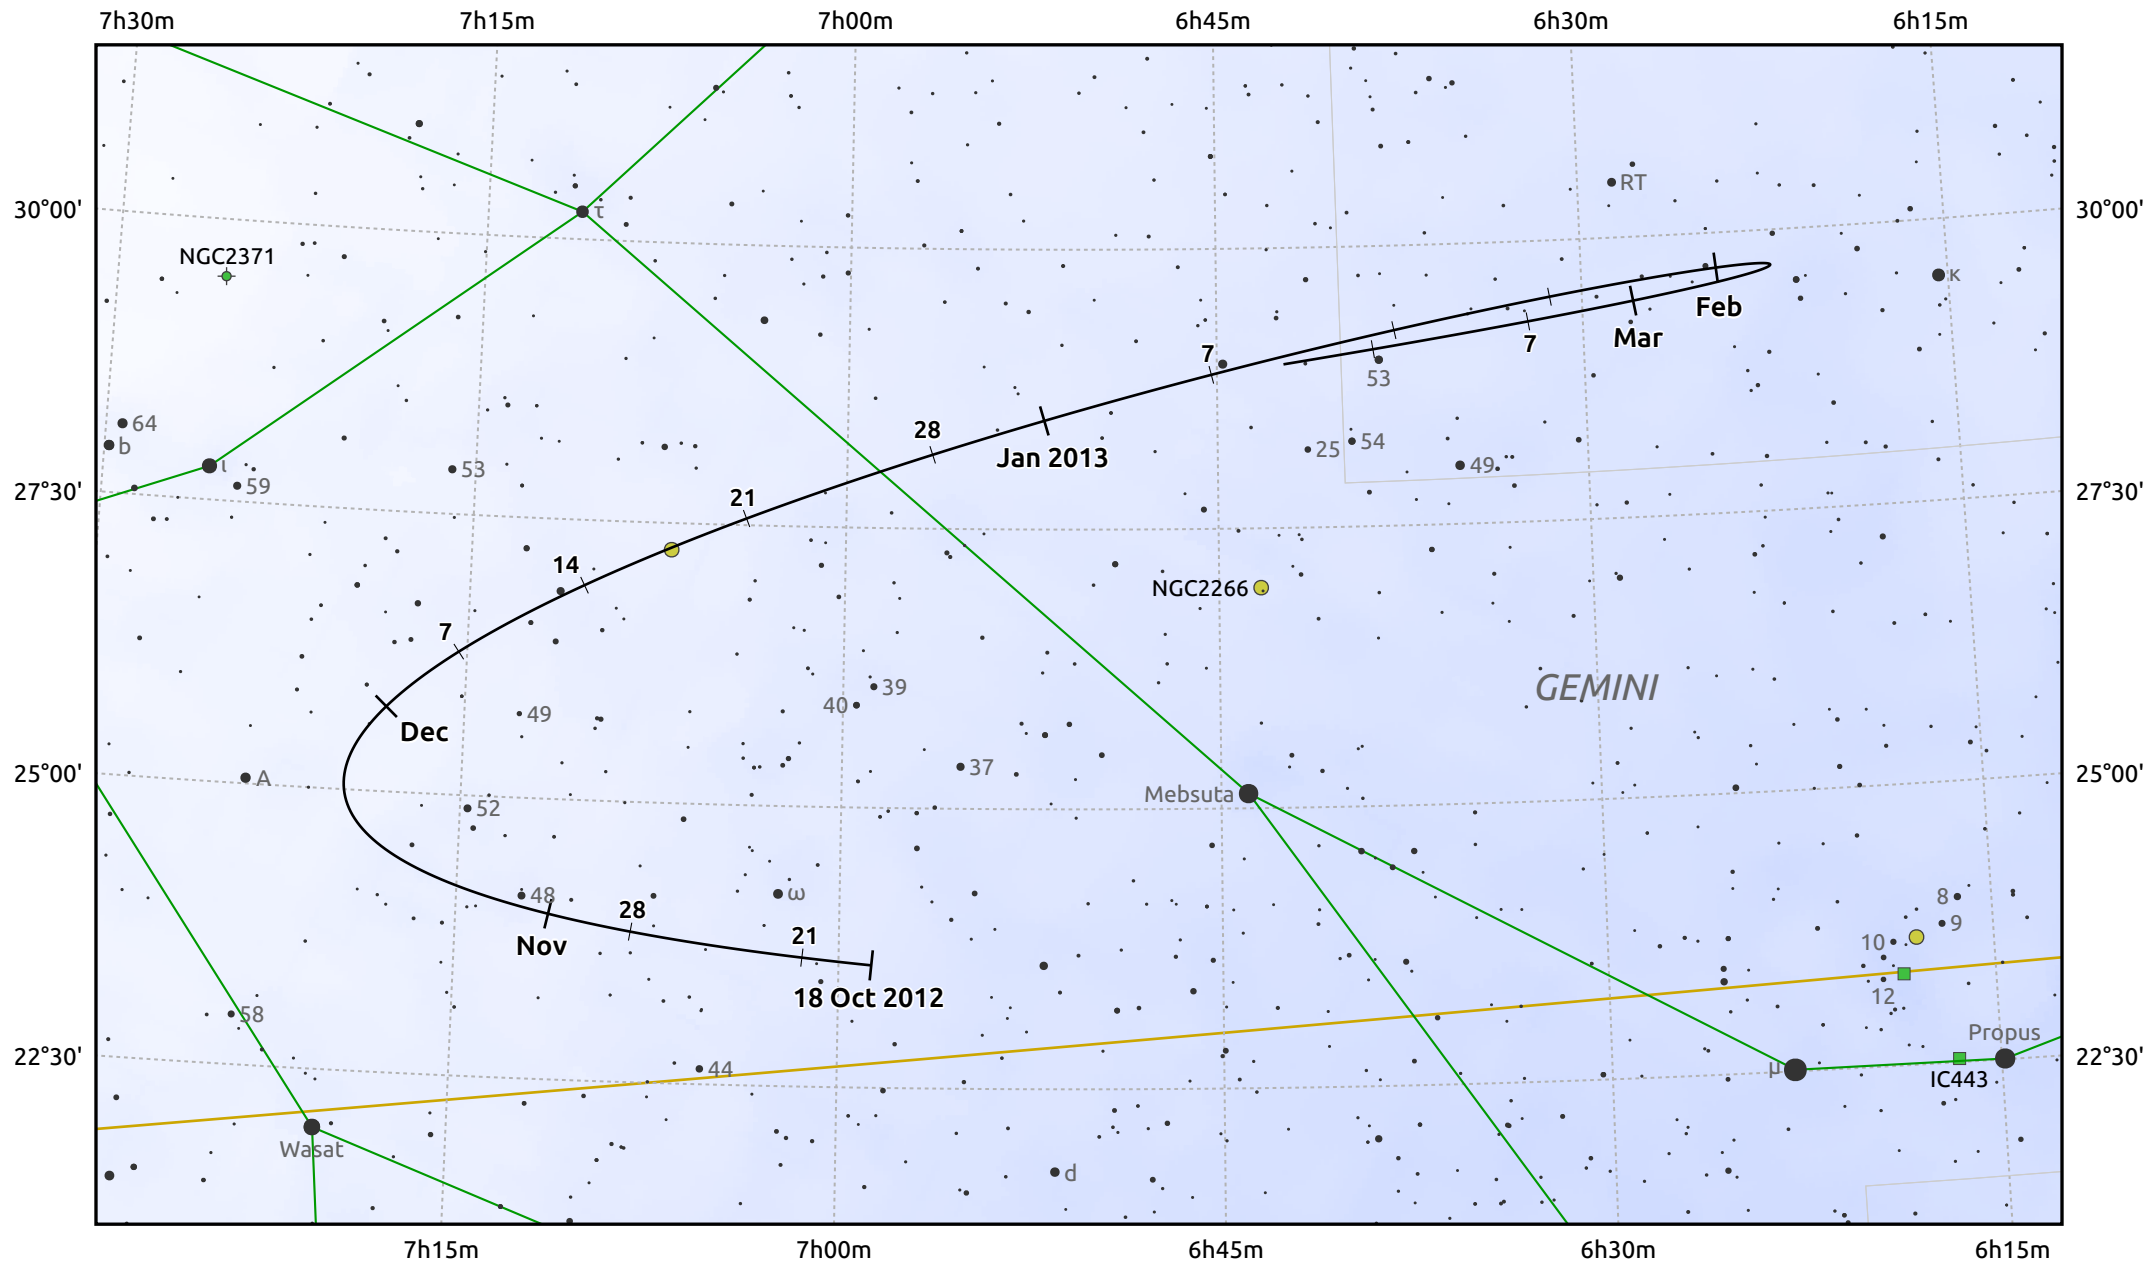 7h30m 7h15m 7h00m 6h45m 6h30m 6h15m
RT
30°00' τ 30°00'
NGC2371
κ
Feb
Mar
7 7
53
64
28
b
25 54
Jan 2013
ι 53 49
59
27°30' 27°30'
21
14
NGC2266
7
39
GEMINI
40
49
Dec
37
25°00' A 25°00'
Mebsuta
52
48 ω 8
28
9
21
Nov 10
18 Oct 2012 12
58
Propus
22°30' 22°30'
44 μ
IC443
Wasat
d
7h15m 7h00m 6h45m 6h30m 6h15m